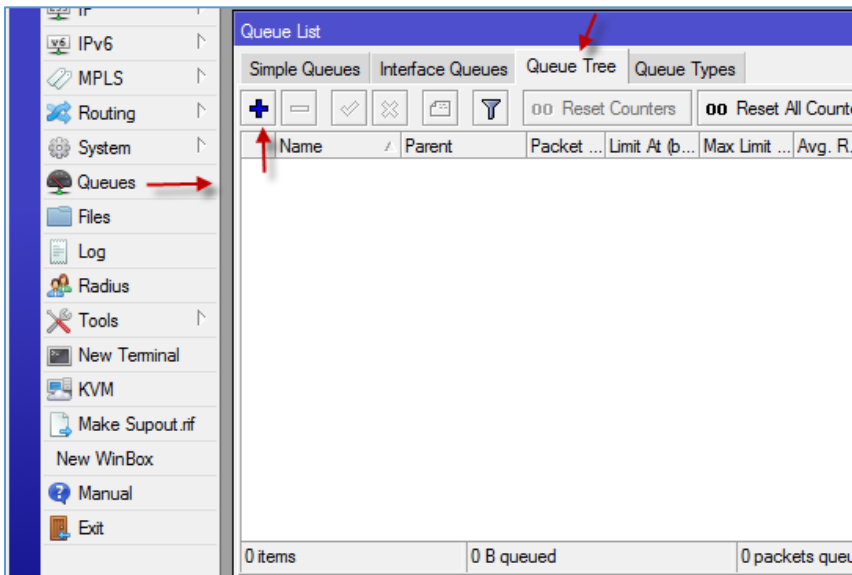 IP
IPv6
MPLS
Routing
System
Queues
Files
Log
Radius
Tools
New Terminal
KVM
Make Supout.rif
New WinBox
Manual
Exit
Queue List
Simple Queues Interface Queues Queue Tree Queue Types
00 Reset Counters 00 Reset All Counte
Name Parent Packet ... Limit At (b... Max Limit ... Avg. R.
0 items 0 B queued 0 packets queu